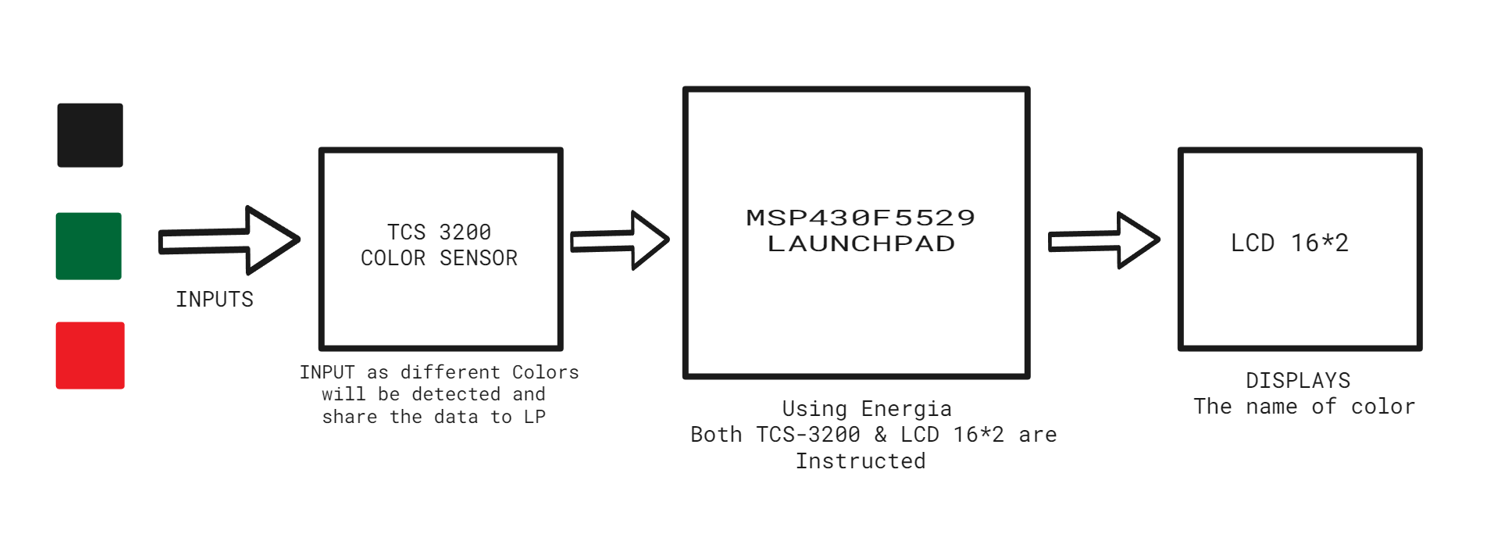 INPUTS
TCS 3200
COLOR SENSOR
INPUT as different Colors
will be detected and
share the data to LP
MSP430F5529
LAUNCHPAD
Using Energia
Both TCS-3200 & LCD 16*2 are
Instructed
LCD 16*2
DISPLAYS
The name of color